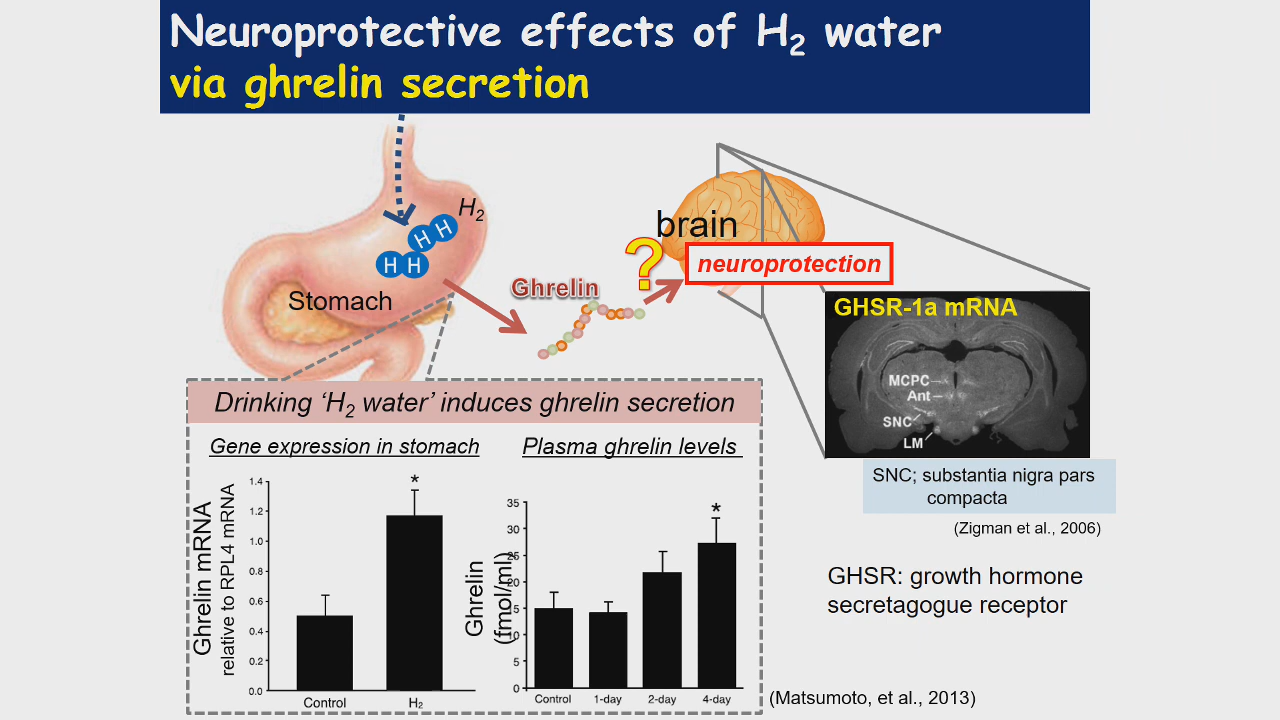 Neuroprotective effects of H₂ water
via ghrelin secretion
H₂
H H
H H
Stomach
Ghrelin
?
brain
neuroprotection
GHSR-1a mRNA
MCPC
Ant
SNC
LM
SNC; substantia nigra pars
compacta
(Zigman et al., 2006)
GHSR: growth hormone
secretagogue receptor
Drinking ‘H₂ water’ induces ghrelin secretion
Gene expression in stomach
Ghrelin mRNA
relative to RPL4 mRNA
1.4
1.2
1.0
0.8
0.6
0.4
0.2
0.0
*
Control H₂
Plasma ghrelin levels
Ghrelin
(fmol/ml)
35
30
25
20
15
10
5
0
*
Control 1-day 2-day 4-day
(Matsumoto, et al., 2013)